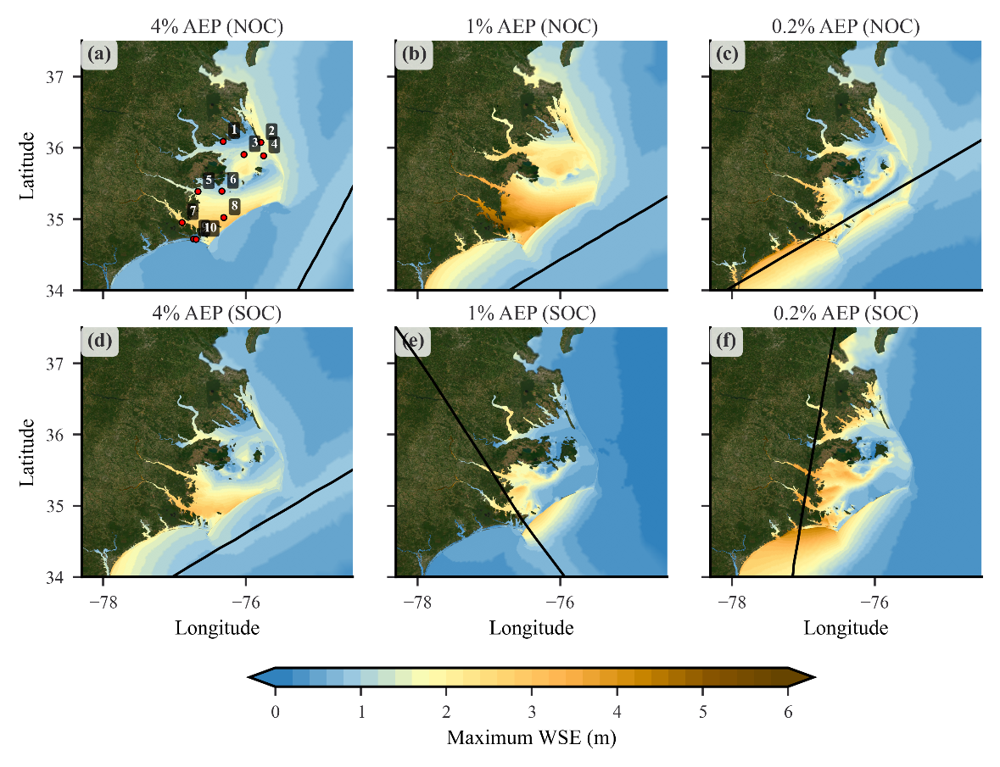 4% AEP (NOC) 1% AEP (NOC) 0.2% AEP (NOC)
(a) (b) (c)
37
36
35
34
Latitude
1
2
3 4
5 6
7
8
10
4% AEP (SOC) 1% AEP (SOC) 0.2% AEP (SOC)
(d) (e) (f)
37
36
35
34
Latitude
−78 −76 −78 −76 −78 −76
Longitude Longitude Longitude
0 1 2 3 4 5 6
Maximum WSE (m)